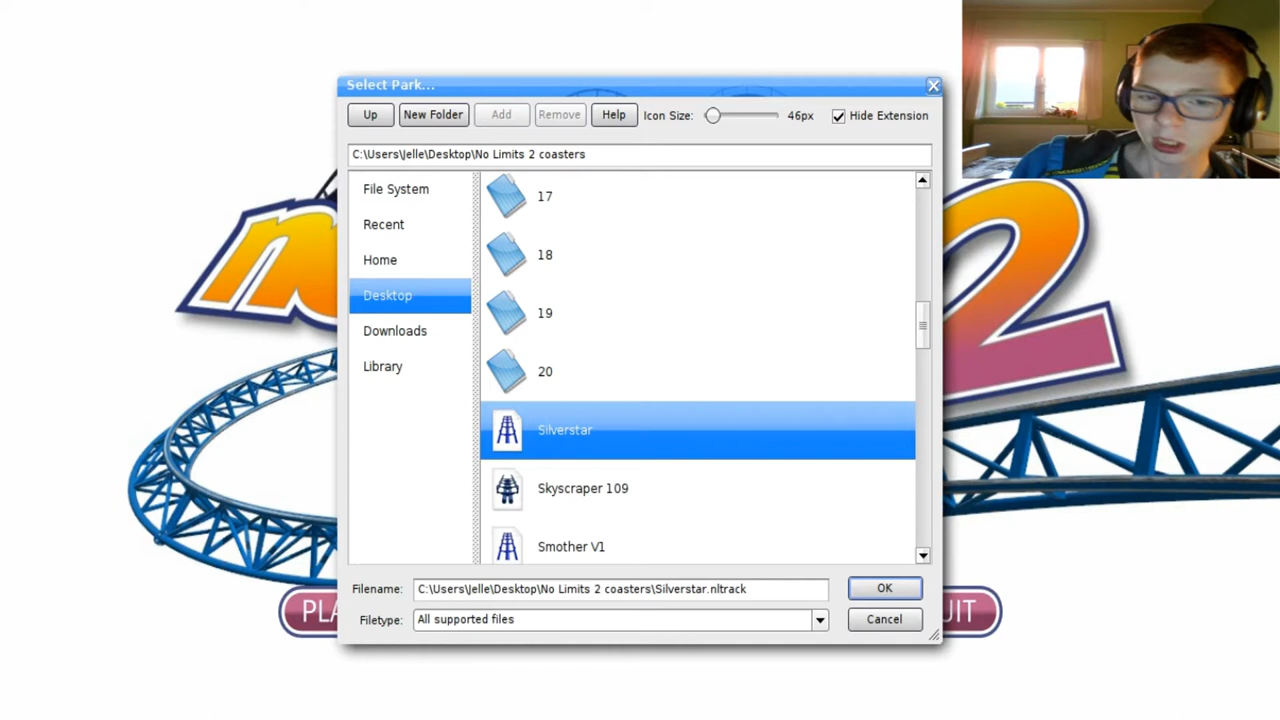 Select Park...
Up New Folder Add Remove Help Icon Size: 46px Hide Extension
C:\Users\Jelle\Desktop\No Limits 2 coasters
File System
Recent
Home
Desktop
Downloads
Library
17
18
19
20
Silverstar
Skyscraper 109
Smother V1
Filename: C:\Users\Jelle\Desktop\No Limits 2 coasters\Silverstar.nltrack OK
Filetype: All supported files Cancel
2